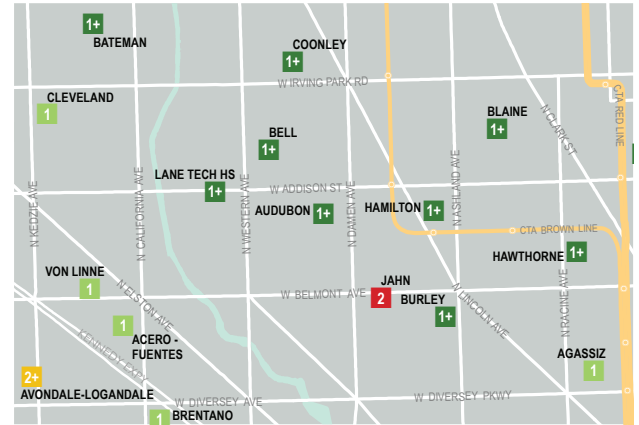 1+
BATEMAN
COONLEY
1+
W IRVING PARK RD
CLEVELAND
1
BLAINE
1+
N CLARK ST
CTA RED LINE
BELL
1+
LANE TECH HS
1+
W ADDISON ST
N KEDZIE AVE
N CALIFORNIA AVE
N WESTERN AVE
AUDUBON
1+
N DAMEN AVE
HAMILTON
1+
N ASHLAND AVE
CTA BROWN LINE
HAWTHORNE
1+
VON LINNE
1
N ELSTON AVE
W BELMONT AVE
JAHN
2
BURLEY
1+
N LINCOLN AVE
N RACINE AVE
1
ACERO -
FUENTES
KENNEDY EXPY
AGASSIZ
1
2+
AVONDALE-LOGANDALE
W DIVERSEY AVE
W DIVERSEY PKWY
1
BRENTANO